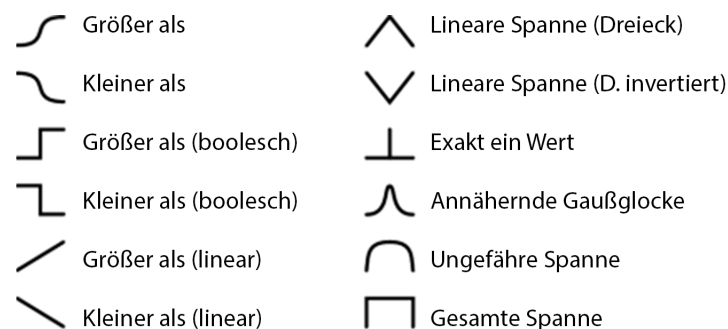 Größer als
Kleiner als
Größer als (boolesch)
Kleiner als (boolesch)
Größer als (linear)
Kleiner als (linear)
Lineare Spanne (Dreieck)
Lineare Spanne (D. invertiert)
Exakt ein Wert
Annähernde Gaußglocke
Ungefähre Spanne
Gesamte Spanne